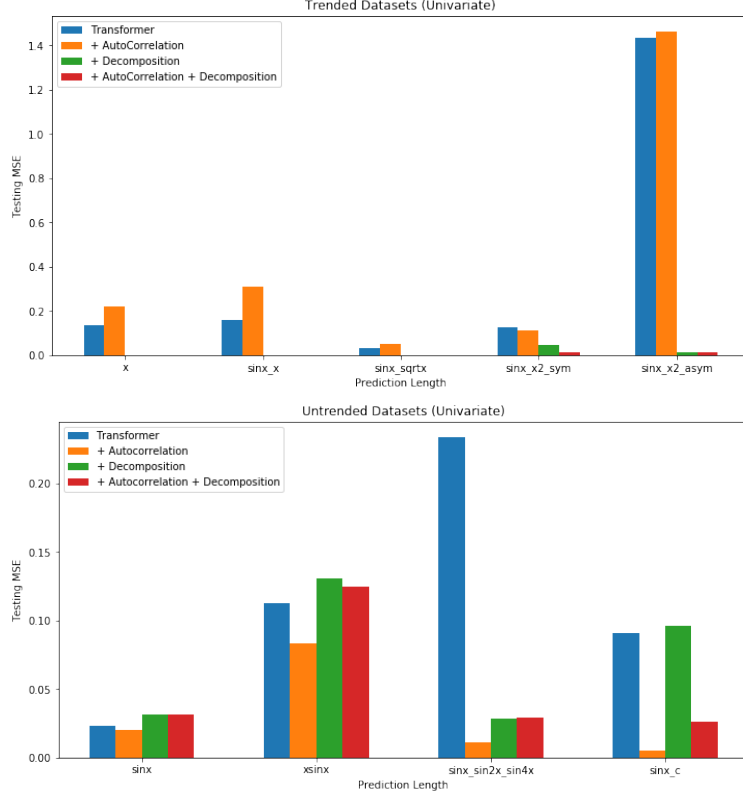 Trended Datasets (Univariate)
Transformer
+ AutoCorrelation
+ Decomposition
+ AutoCorrelation + Decomposition
Testing MSE
1.4
1.2
1.0
0.8
0.6
0.4
0.2
0.0
x
sinx_x
sinx_sqrtx
sinx_x2_sym
sinx_x2_asym
Prediction Length
Untrended Datasets (Univariate)
Transformer
+ Autocorrelation
+ Decomposition
+ Autocorrelation + Decomposition
Testing MSE
0.20
0.15
0.10
0.05
0.00
sinx
xsinx
sinx_sin2x_sin4x
sinx_c
Prediction Length